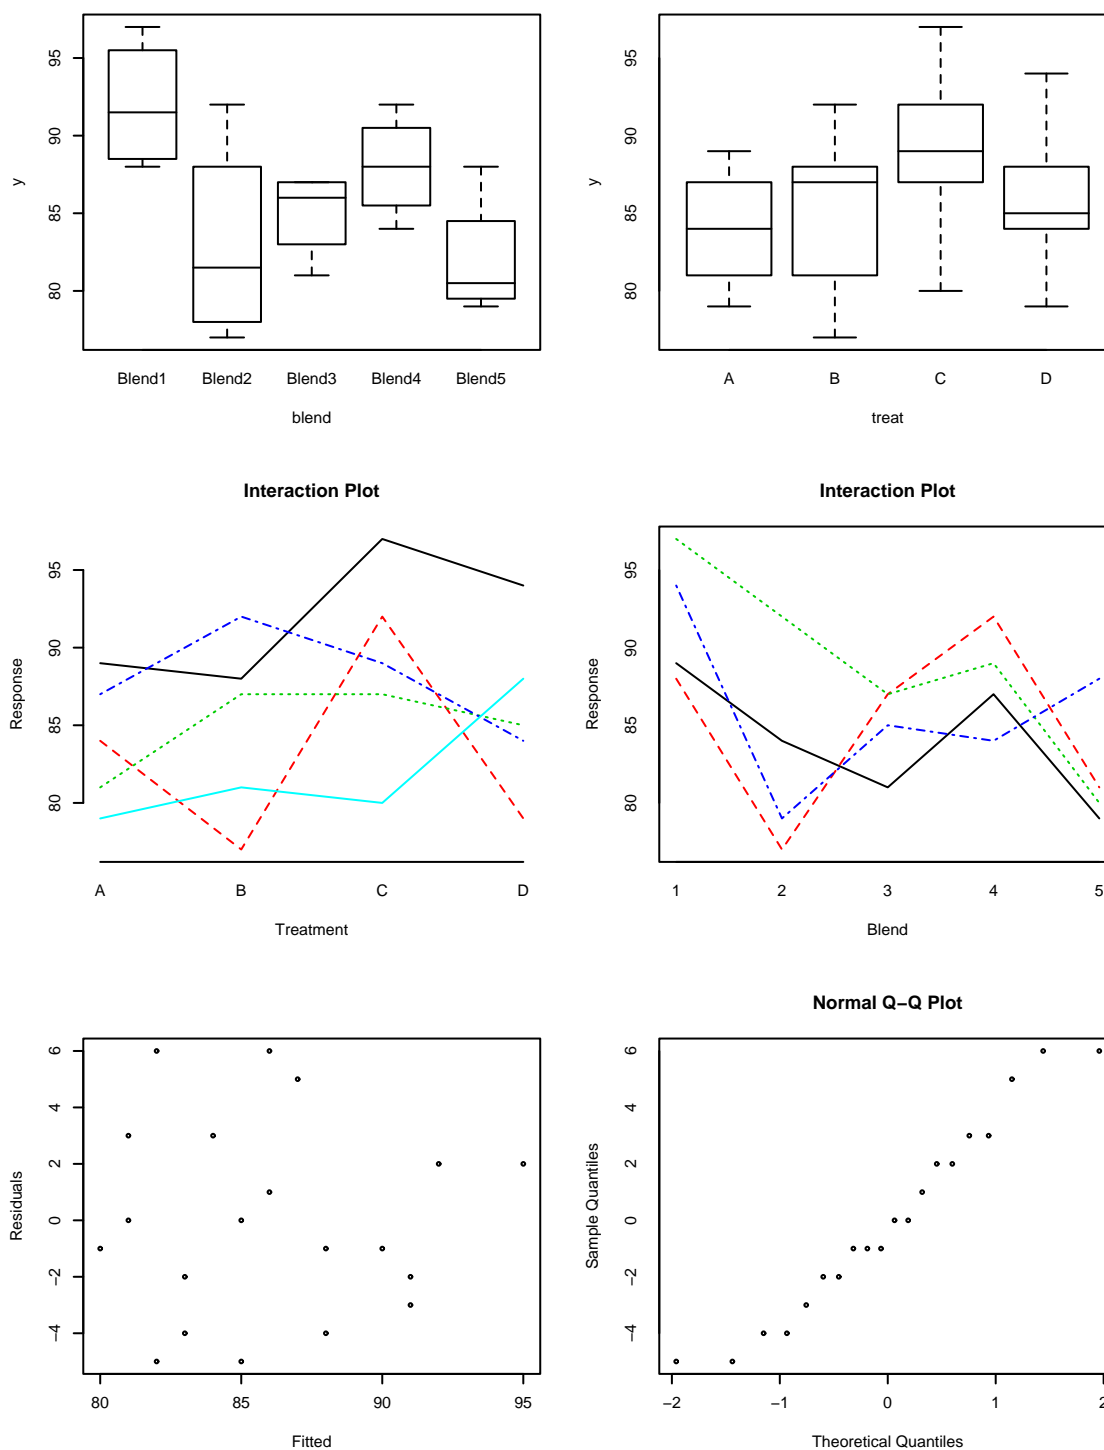 95
90
85
80
y
Blend1 Blend2 Blend3 Blend4 Blend5
blend
95
90
85
80
y
A B C D
treat
Interaction Plot
95
90
85
80
Response
A B C D
Treatment
Interaction Plot
95
90
85
80
Response
1 2 3 4 5
Blend
6
4
2
0
−2
−4
Residuals
80 85 90 95
Fitted
Normal Q−Q Plot
6
4
2
0
−2
−4
Sample Quantiles
−2 −1 0 1 2
Theoretical Quantiles